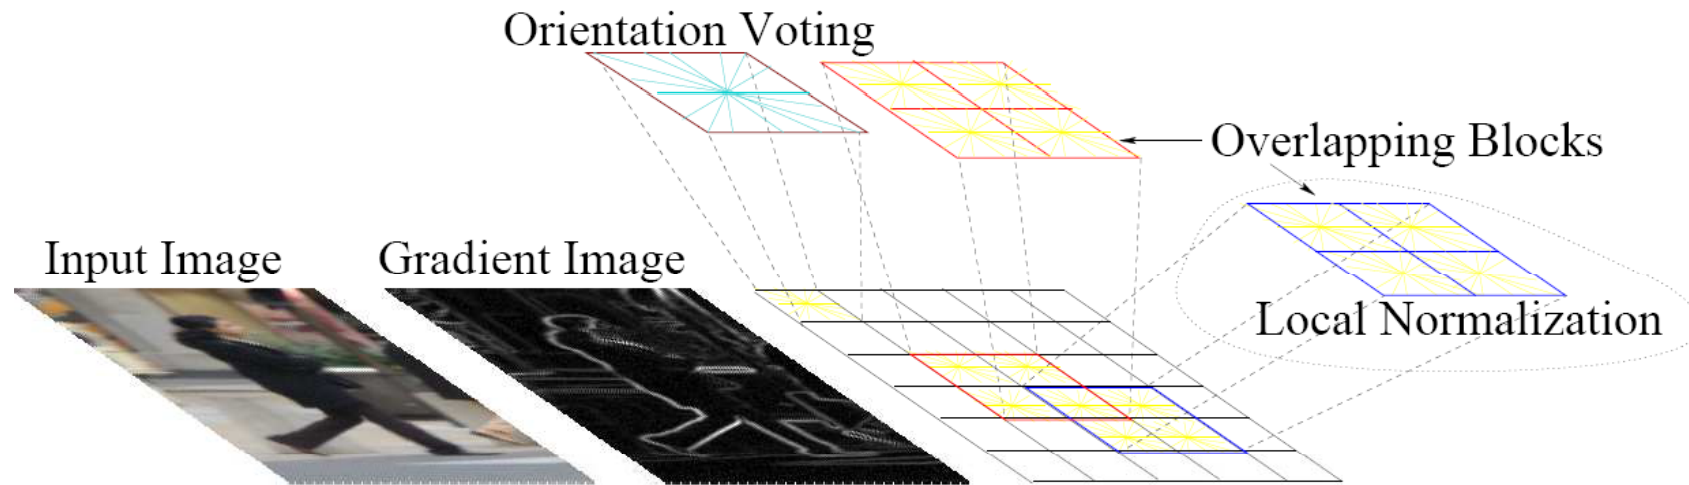 Orientation Voting
Overlapping Blocks
Input Image
Gradient Image
Local Normalization